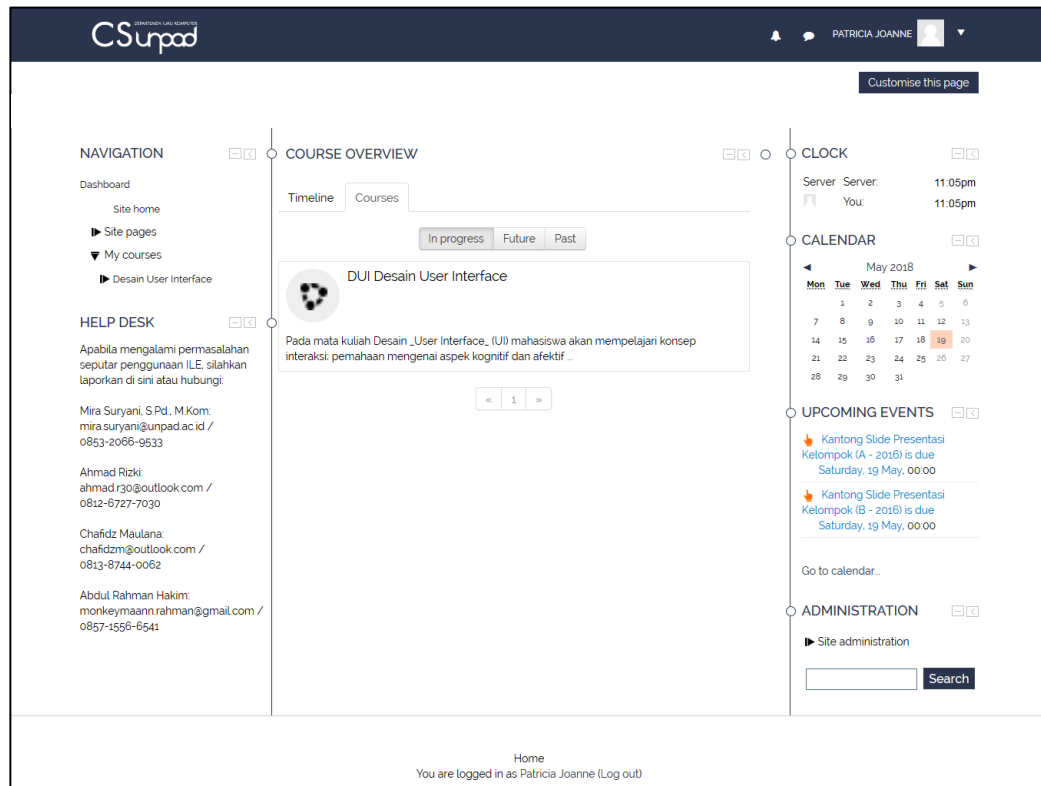 DEPARTEMEN ILMU KOMPUTER
CSunpad
PATRICIA JOANNE
Customise this page
NAVIGATION
Dashboard
Site home
Site pages
My courses
Desain User Interface
HELP DESK
Apabila mengalami permasalahan
seputar penggunaan ILE, silahkan
laporkan di sini atau hubungi:
Mira Suryani, S.Pd., M.Kom:
mira.suryani@unpad.ac.id /
0853-2066-9533
Ahmad Rizki:
ahmad.r30@outlook.com /
0812-6727-7030
Chafidz Maulana:
chafidzm@outlook.com /
0813-8744-0062
Abdul Rahman Hakim:
monkeymaann.rahman@gmail.com /
0857-1556-6541
COURSE OVERVIEW
Timeline Courses
In progress Future Past
DUI Desain User Interface
Pada mata kuliah Desain _User Interface_ (UI) mahasiswa akan mempelajari konsep
interaksi; pemahaan mengenai aspek kognitif dan afektif ...
« 1 »
CLOCK
Server Server: 11:05pm
You: 11:05pm
CALENDAR
◄ May 2018 ►
Mon Tue Wed Thu Fri Sat Sun
1 2 3 4 5 6
7 8 9 10 11 12 13
14 15 16 17 18 19 20
21 22 23 24 25 26 27
28 29 30 31
UPCOMING EVENTS
Kantong Slide Presentasi
Kelompok (A - 2016) is due
Saturday, 19 May, 00:00
Kantong Slide Presentasi
Kelompok (B - 2016) is due
Saturday, 19 May, 00:00
Go to calendar...
ADMINISTRATION
Site administration
Search
Home
You are logged in as Patricia Joanne (Log out)